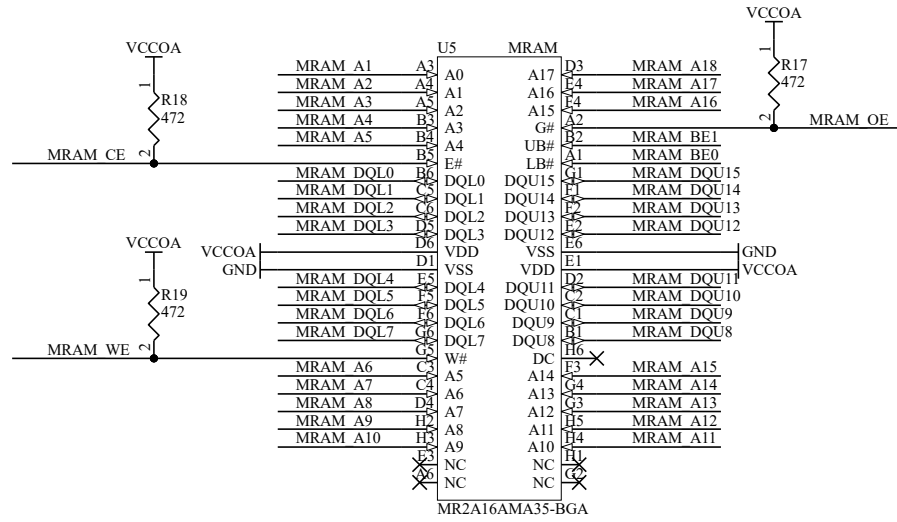 VCCOA
U5 MRAM
VCCOA
MRAM_A1 A3 A0 A17 D3 MRAM_A18
MRAM_A2 A4 A1 A16 E4 MRAM_A17
1 R18 472 2
MRAM_A3 A5 A2 A15 F4 MRAM_A16
1 R17 472 2
MRAM_A4 B3 A3 G# A2 MRAM_OE
MRAM_A5 B4 A4 UB# B2 MRAM_BE1
MRAM_CE B5 E# LB# A1 MRAM_BE0
MRAM_DQL0 B6 DQL0 DQU15 G1 MRAM_DQU15
MRAM_DQL1 C5 DQL1 DQU14 F1 MRAM_DQU14
MRAM_DQL2 C6 DQL2 DQU13 F2 MRAM_DQU13
MRAM_DQL3 D5 DQL3 DQU12 E2 MRAM_DQU12
VCCOA
VCCOA D6 VDD VSS E6 GND
GND D1 VSS VDD E1 VCCOA
MRAM_DQL4 E5 DQL4 DQU11 D2 MRAM_DQU11
1 R19 472 2
MRAM_DQL5 F5 DQL5 DQU10 C2 MRAM_DQU10
MRAM_DQL6 F6 DQL6 DQU9 C1 MRAM_DQU9
MRAM_DQL7 G6 DQL7 DQU8 B1 MRAM_DQU8
MRAM_WE G5 W# DC H6
MRAM_A6 C3 A5 A14 F3 MRAM_A15
MRAM_A7 C4 A6 A13 G4 MRAM_A14
MRAM_A8 D4 A7 A12 G3 MRAM_A13
MRAM_A9 H2 A8 A11 H5 MRAM_A12
MRAM_A10 H3 A9 A10 H4 MRAM_A11
E3 NC NC H1
A6 NC NC G2
MR2A16AMA35-BGA